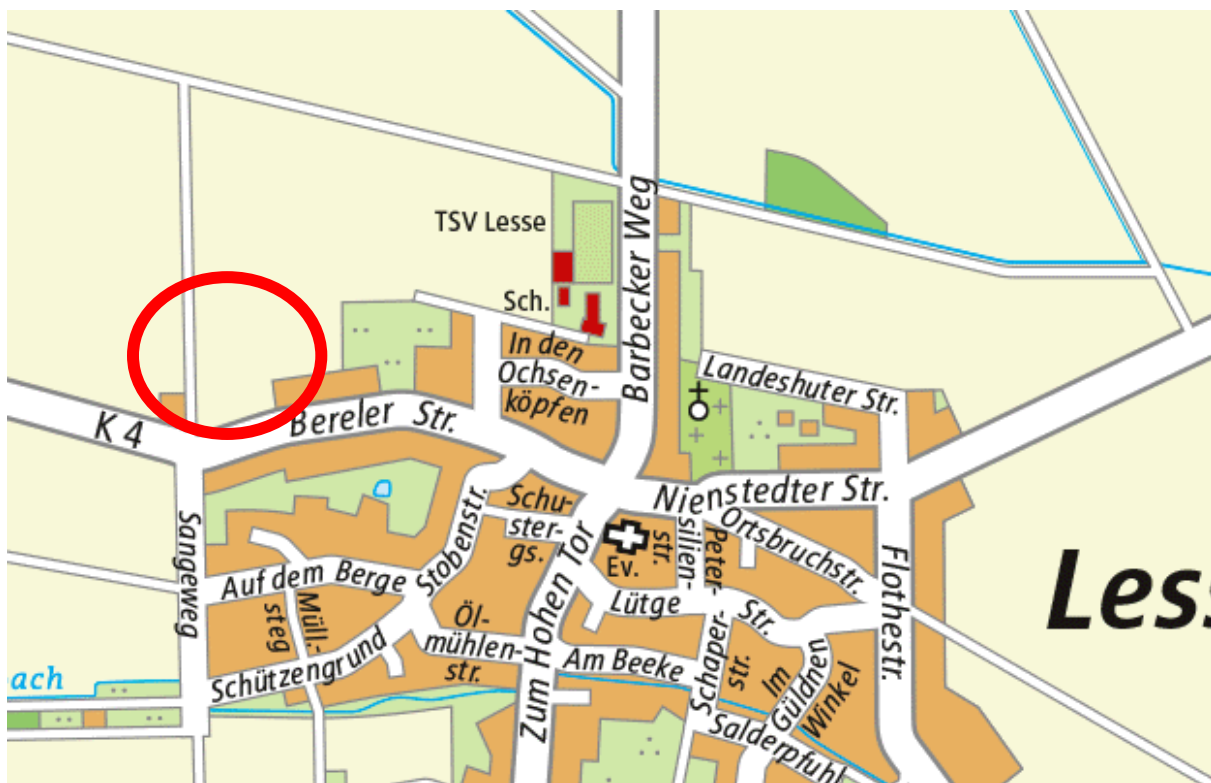 TSV Lesse
Barbecker Weg
Sch.
In den
Ochsen-
köpfen
Landeshuter Str.
K 4
Bereler Str.
Nienstedter Str.
Schu-
ster-
gs.
Stobenstr.
Sangeweg
Auf dem Berge
Müll-
steg
Schützengrund
Öl-
mühlen-
str.
Zum Hohen Tor
Ev.
Peter-
silien-
str.
Ortsbruchstr.
Lütge Str.
Flothestr.
Am Beeke
Schaper-
str.
Im
Güldnen
Winkel
Salderpfuhl
ach
Less